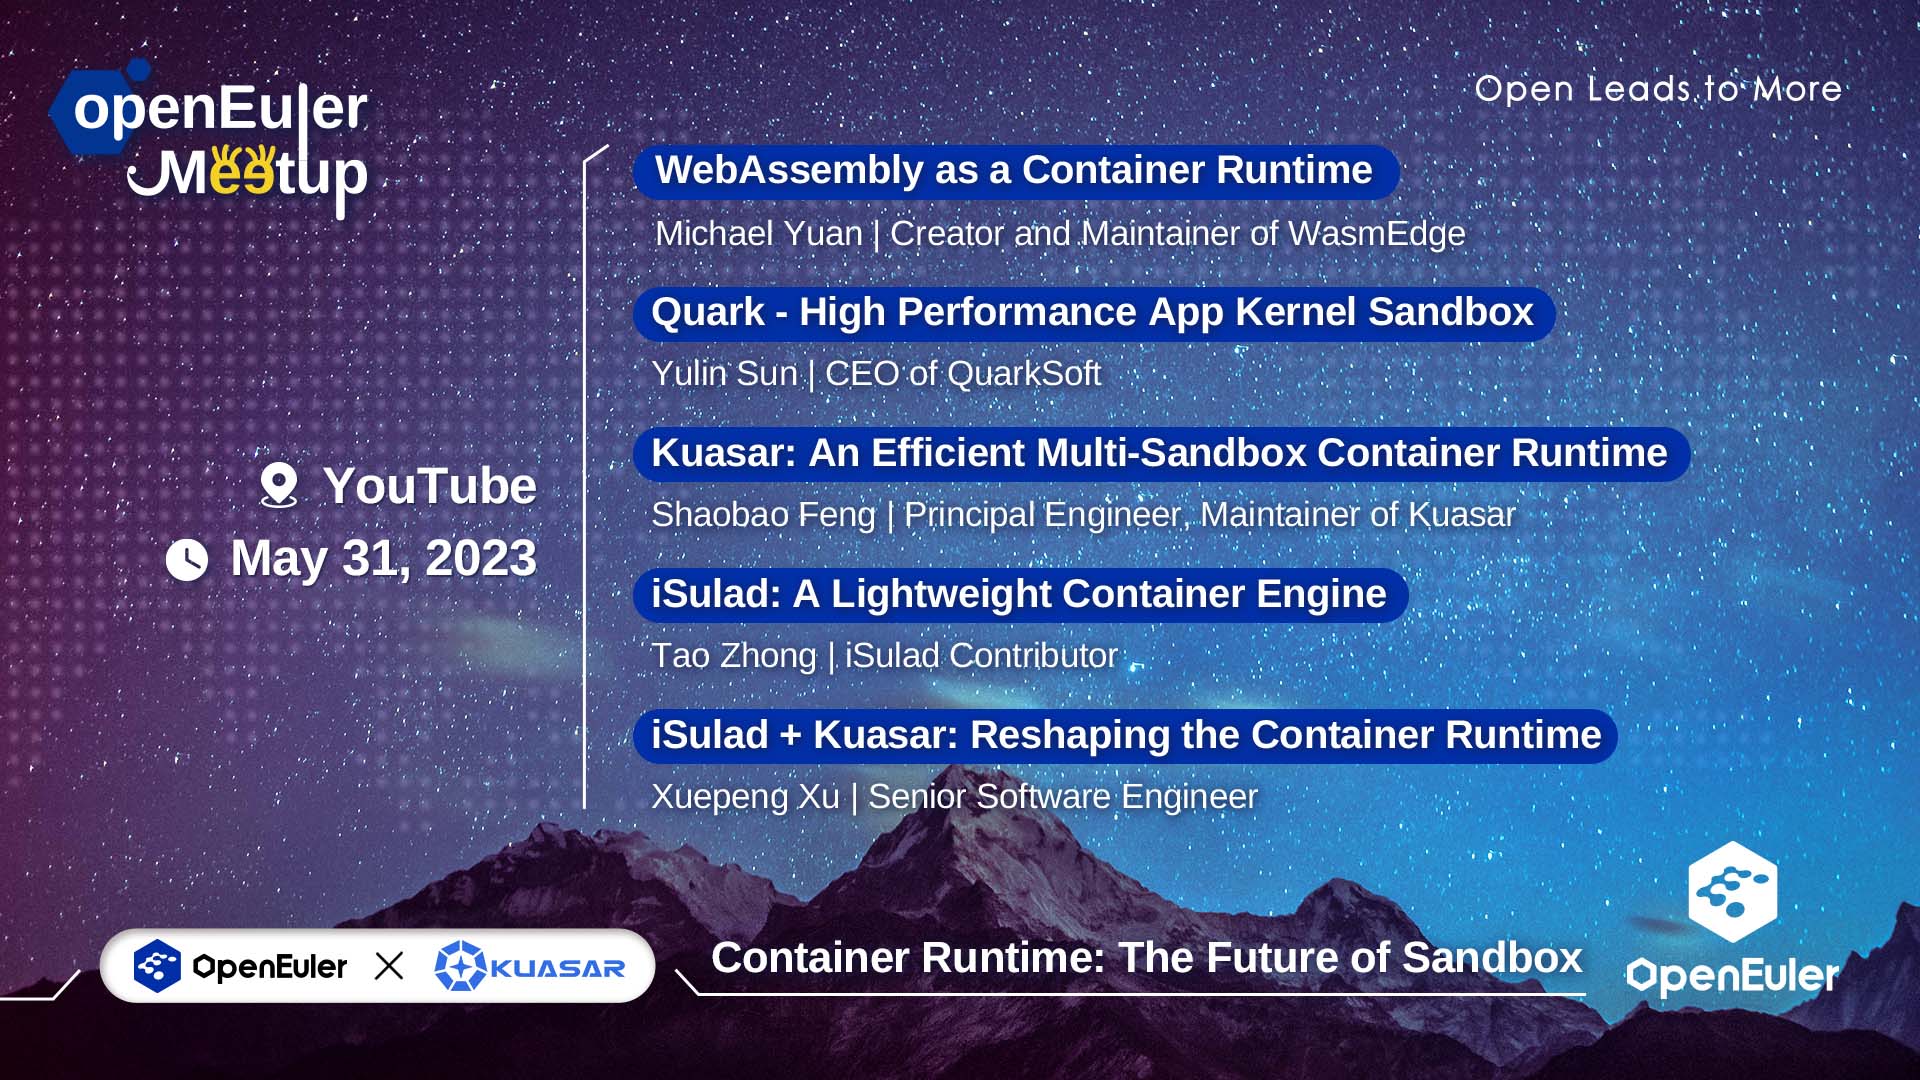 openEuler
Meetup
Open Leads to More
WebAssembly as a Container Runtime
Michael Yuan | Creator and Maintainer of WasmEdge
Quark - High Performance App Kernel Sandbox
Yulin Sun | CEO of QuarkSoft
Kuasar: An Efficient Multi-Sandbox Container Runtime
Shaobao Feng | Principal Engineer, Maintainer of Kuasar
iSulad: A Lightweight Container Engine
Tao Zhong | iSulad Contributor
iSulad + Kuasar: Reshaping the Container Runtime
Xuepeng Xu | Senior Software Engineer
YouTube
May 31, 2023
OpenEuler X KUASAR
Container Runtime: The Future of Sandbox
OpenEuler